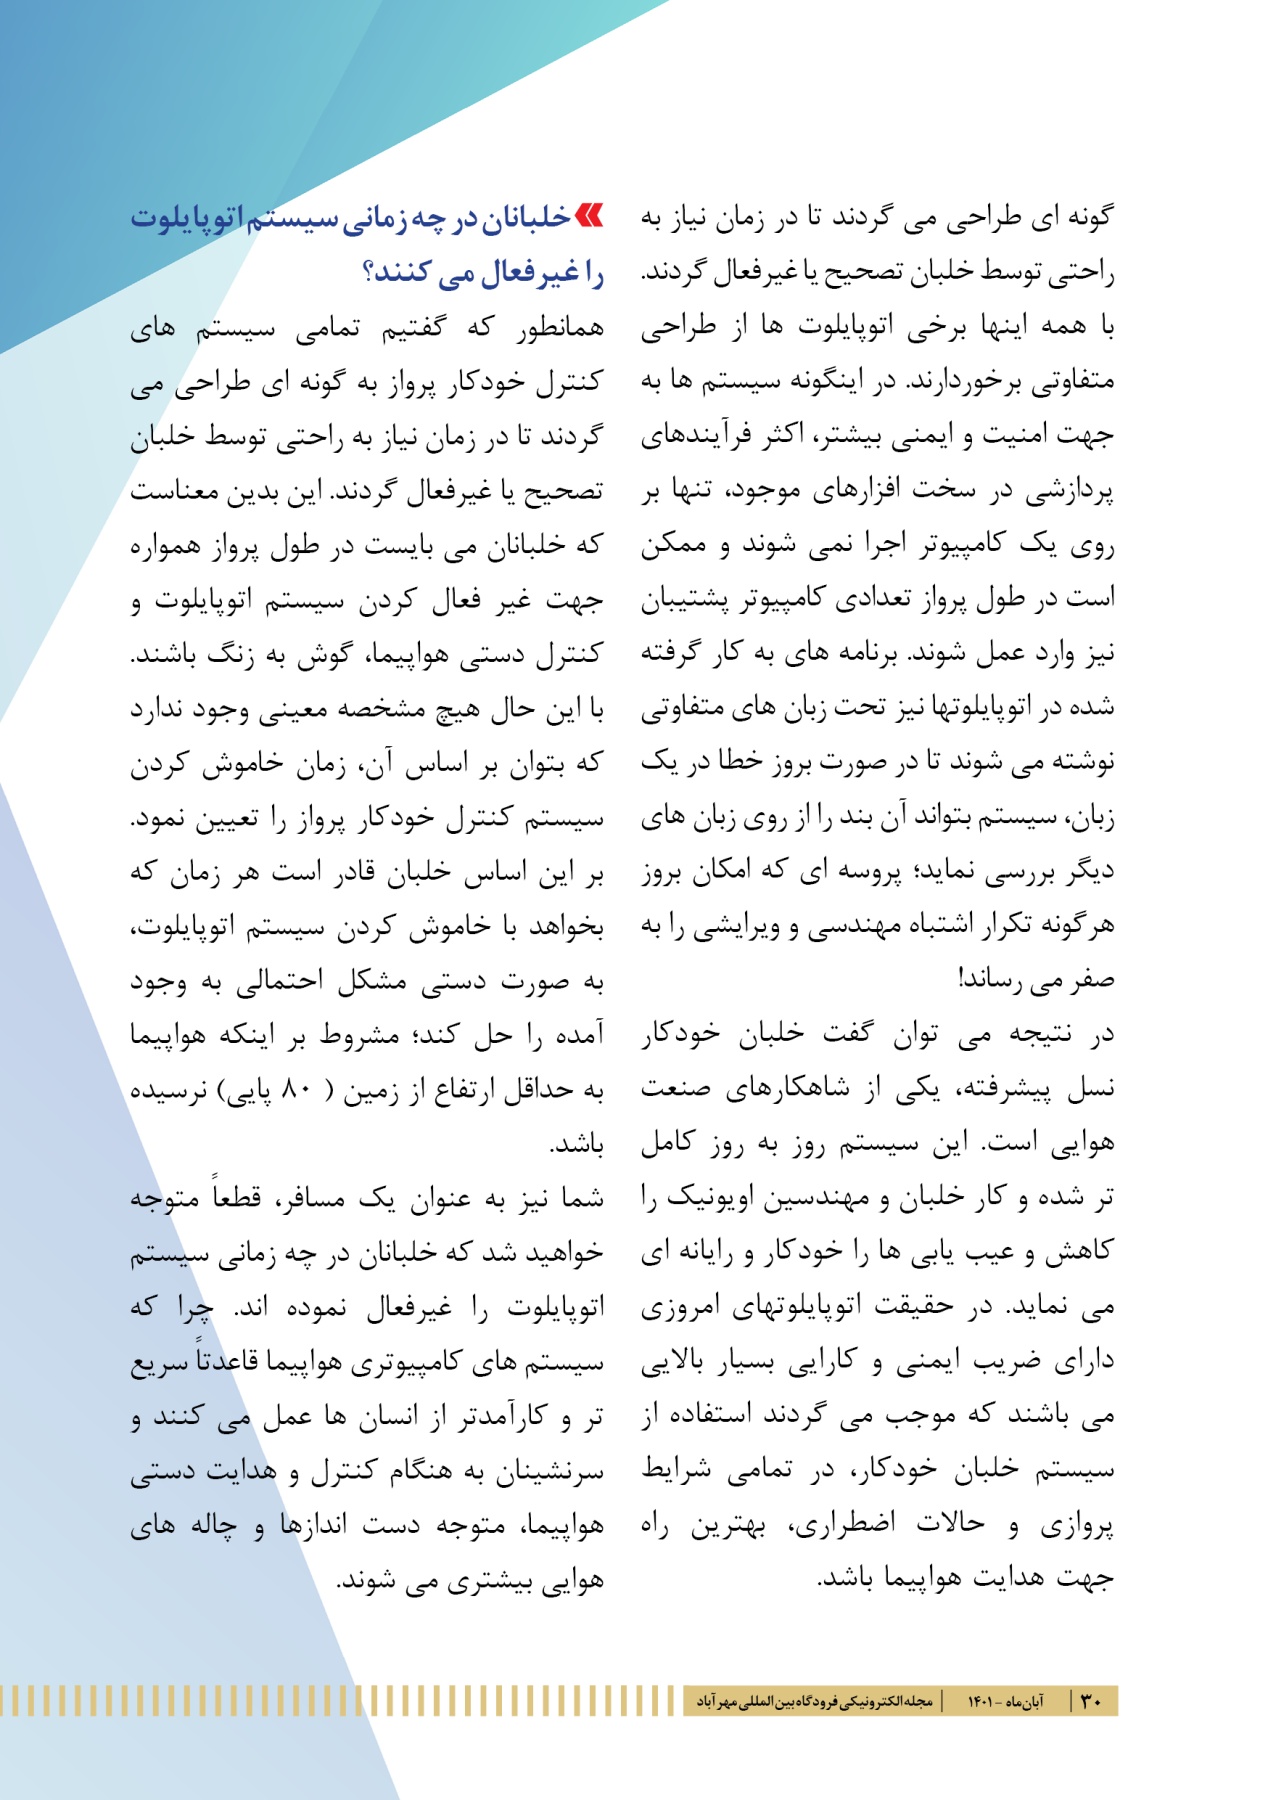 گونه ای طراحی می گردند تا در زمان نیاز به
راحتی توسط خلبان تصحیح یا غیرفعال گردند.
با همه اینها برخی اتوپایلوت ها از طراحی
متفاوتی برخوردارند. در اینگونه سیستم ها به
جهت امنیت و ایمنی بیشتر، اکثر فرآیندهای
پردازشی در سخت افزارهای موجود، تنها بر
روی یک کامپیوتر اجرا نمی شوند و ممکن
است در طول پرواز تعدادی کامپیوتر پشتیبان
نیز وارد عمل شوند. برنامه های به کار گرفته
شده در اتوپایلوتها نیز تحت زبان های متفاوتی
نوشته می شوند تا در صورت بروز خطا در یک
زبان، سیستم بتواند آن بند را از روی زبان های
دیگر بررسی نماید؛ پروسه ای که امکان بروز
هرگونه تکرار اشتباه مهندسی و ویرایشی را به
صفر می رساند!
در نتیجه می توان گفت خلبان خودکار
نسل پیشرفته، یکی از شاهکارهای صنعت
هوایی است. این سیستم روز به روز کامل
تر شده و کار خلبان و مهندسین اویونیک را
کاهش و عیب یابی ها را خودکار و رایانه ای
می نماید. در حقیقت اتوپایلوتهای امروزی
دارای ضریب ایمنی و کارایی بسیار بالایی
می باشند که موجب می گردند استفاده از
سیستم خلبان خودکار، در تمامی شرایط
پروازی و حالات اضطراری، بهترین راه
جهت هدایت هواپیما باشد.
خلبانان در چه زمانی سیستم اتوپایلوت
را غیرفعال می کنند؟
همانطور که گفتیم تمامی سیستم های
کنترل خودکار پرواز به گونه ای طراحی می
گردند تا در زمان نیاز به راحتی توسط خلبان
تصحیح یا غیرفعال گردند. این بدین معناست
که خلبانان می بایست در طول پرواز همواره
جهت غیر فعال کردن سیستم اتوپایلوت و
کنترل دستی هواپیما، گوش به زنگ باشند.
با این حال هیچ مشخصه معینی وجود ندارد
که بتوان بر اساس آن، زمان خاموش کردن
سیستم کنترل خودکار پرواز را تعیین نمود.
بر این اساس خلبان قادر است هر زمان که
بخواهد با خاموش کردن سیستم اتوپایلوت،
به صورت دستی مشکل احتمالی به وجود
آمده را حل کند؛ مشروط بر اینکه هواپیما
به حداقل ارتفاع از زمین ( ۸۰ پایی) نرسیده
باشد.
شما نیز به عنوان یک مسافر، قطعاً متوجه
خواهید شد که خلبانان در چه زمانی سیستم
اتوپایلوت را غیرفعال نموده اند. چرا که
سیستم های کامپیوتری هواپیما قاعدتاً سریع
تر و کارآمدتر از انسان ها عمل می کنند و
سرنشینان به هنگام کنترل و هدایت دستی
هواپیما، متوجه دست اندازها و چاله های
هوایی بیشتری می شوند.
۳۰ | آبان‌ماه - ۱۴۰۱ | مجله الکترونیکی فرودگاه بین المللی مهرآباد